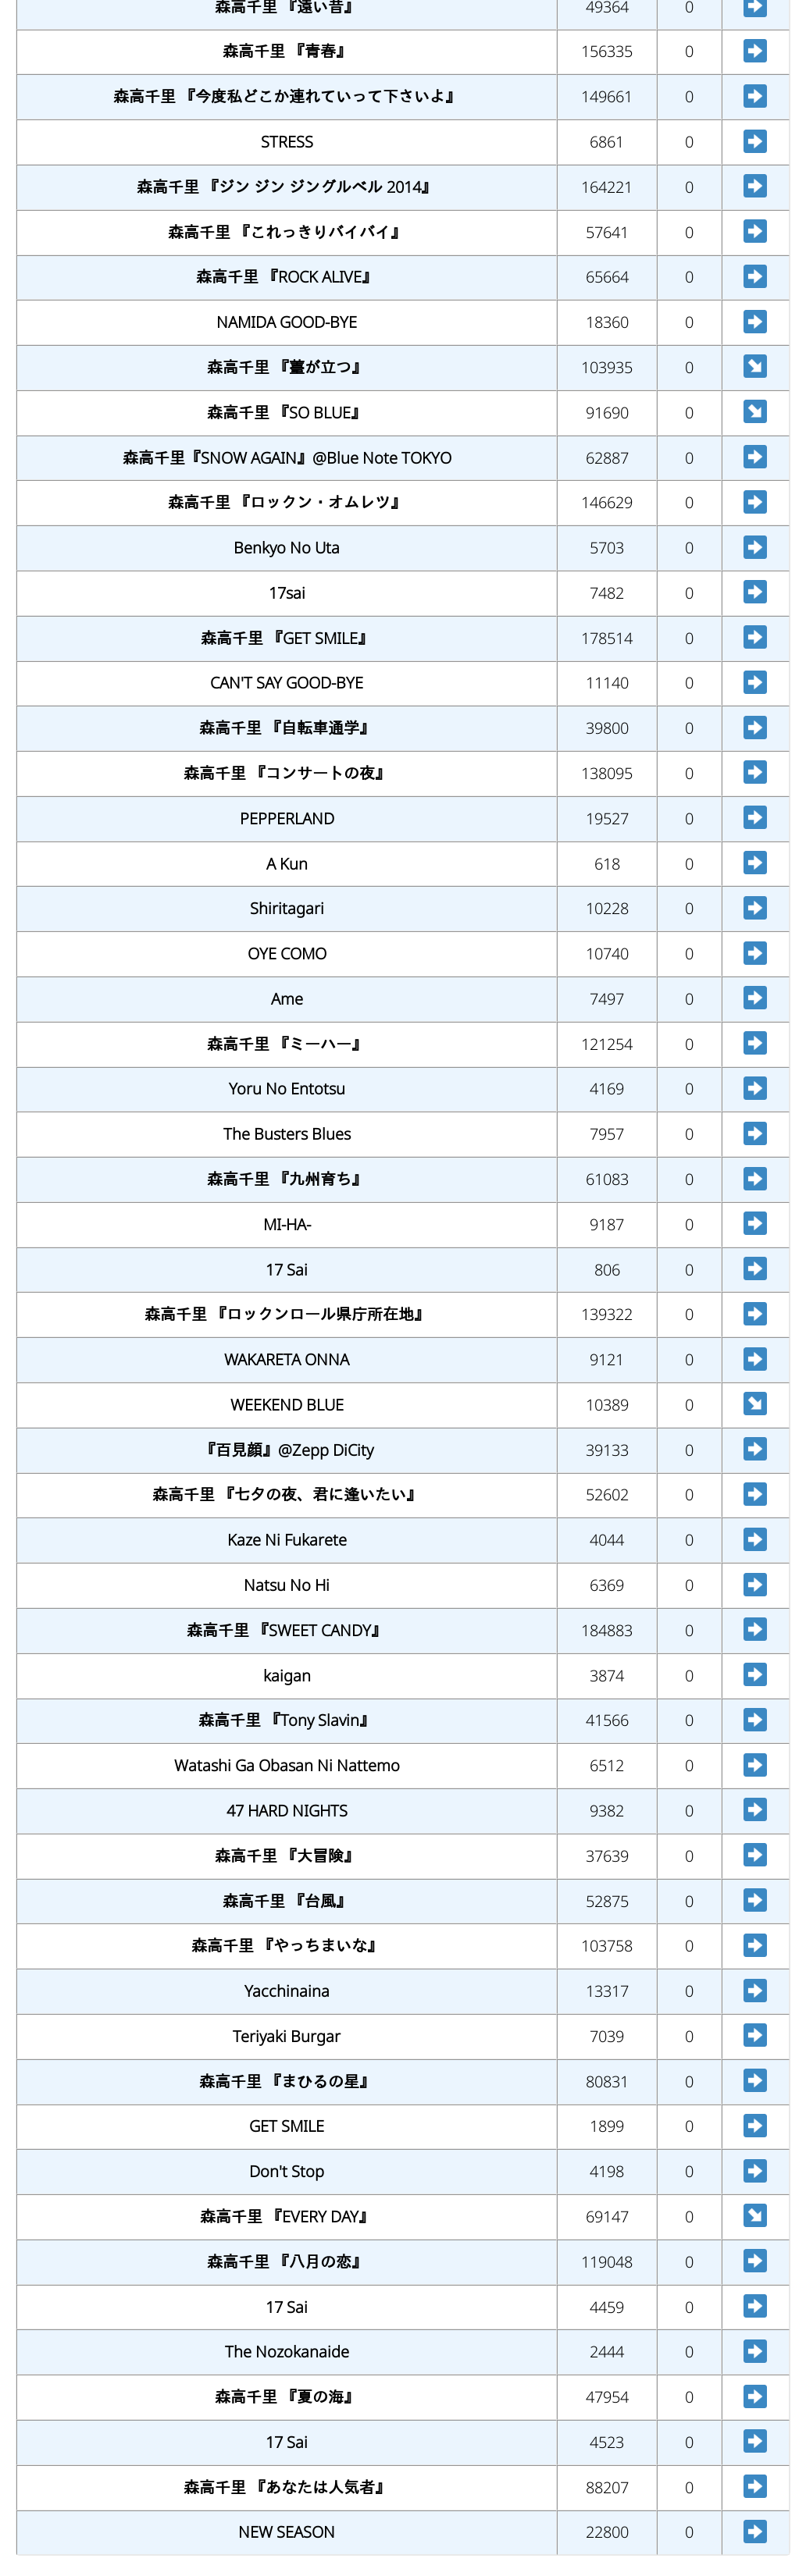 森高千里 『遠い昔』 49364 0
森高千里 『青春』 156335 0
森高千里 『今度私どこか連れていって下さいよ』 149661 0
STRESS 6861 0
森高千里 『ジン ジン ジングルベル 2014』 164221 0
森高千里 『これっきりバイバイ』 57641 0
森高千里 『ROCK ALIVE』 65664 0
NAMIDA GOOD-BYE 18360 0
森高千里 『薹が立つ』 103935 0
森高千里 『SO BLUE』 91690 0
森高千里『SNOW AGAIN』@Blue Note TOKYO 62887 0
森高千里 『ロックン・オムレツ』 146629 0
Benkyo No Uta 5703 0
17sai 7482 0
森高千里 『GET SMILE』 178514 0
CAN'T SAY GOOD-BYE 11140 0
森高千里 『自転車通学』 39800 0
森高千里 『コンサートの夜』 138095 0
PEPPERLAND 19527 0
A Kun 618 0
Shiritagari 10228 0
OYE COMO 10740 0
Ame 7497 0
森高千里 『ミーハー』 121254 0
Yoru No Entotsu 4169 0
The Busters Blues 7957 0
森高千里 『九州育ち』 61083 0
MI-HA- 9187 0
17 Sai 806 0
森高千里 『ロックンロール県庁所在地』 139322 0
WAKARETA ONNA 9121 0
WEEKEND BLUE 10389 0
『百見顔』@Zepp DiCity 39133 0
森高千里 『七夕の夜、君に逢いたい』 52602 0
Kaze Ni Fukarete 4044 0
Natsu No Hi 6369 0
森高千里 『SWEET CANDY』 184883 0
kaigan 3874 0
森高千里 『Tony Slavin』 41566 0
Watashi Ga Obasan Ni Nattemo 6512 0
47 HARD NIGHTS 9382 0
森高千里 『大冒険』 37639 0
森高千里 『台風』 52875 0
森高千里 『やっちまいな』 103758 0
Yacchinaina 13317 0
Teriyaki Burgar 7039 0
森高千里 『まひるの星』 80831 0
GET SMILE 1899 0
Don't Stop 4198 0
森高千里 『EVERY DAY』 69147 0
森高千里 『八月の恋』 119048 0
17 Sai 4459 0
The Nozokanaide 2444 0
森高千里 『夏の海』 47954 0
17 Sai 4523 0
森高千里 『あなたは人気者』 88207 0
NEW SEASON 22800 0